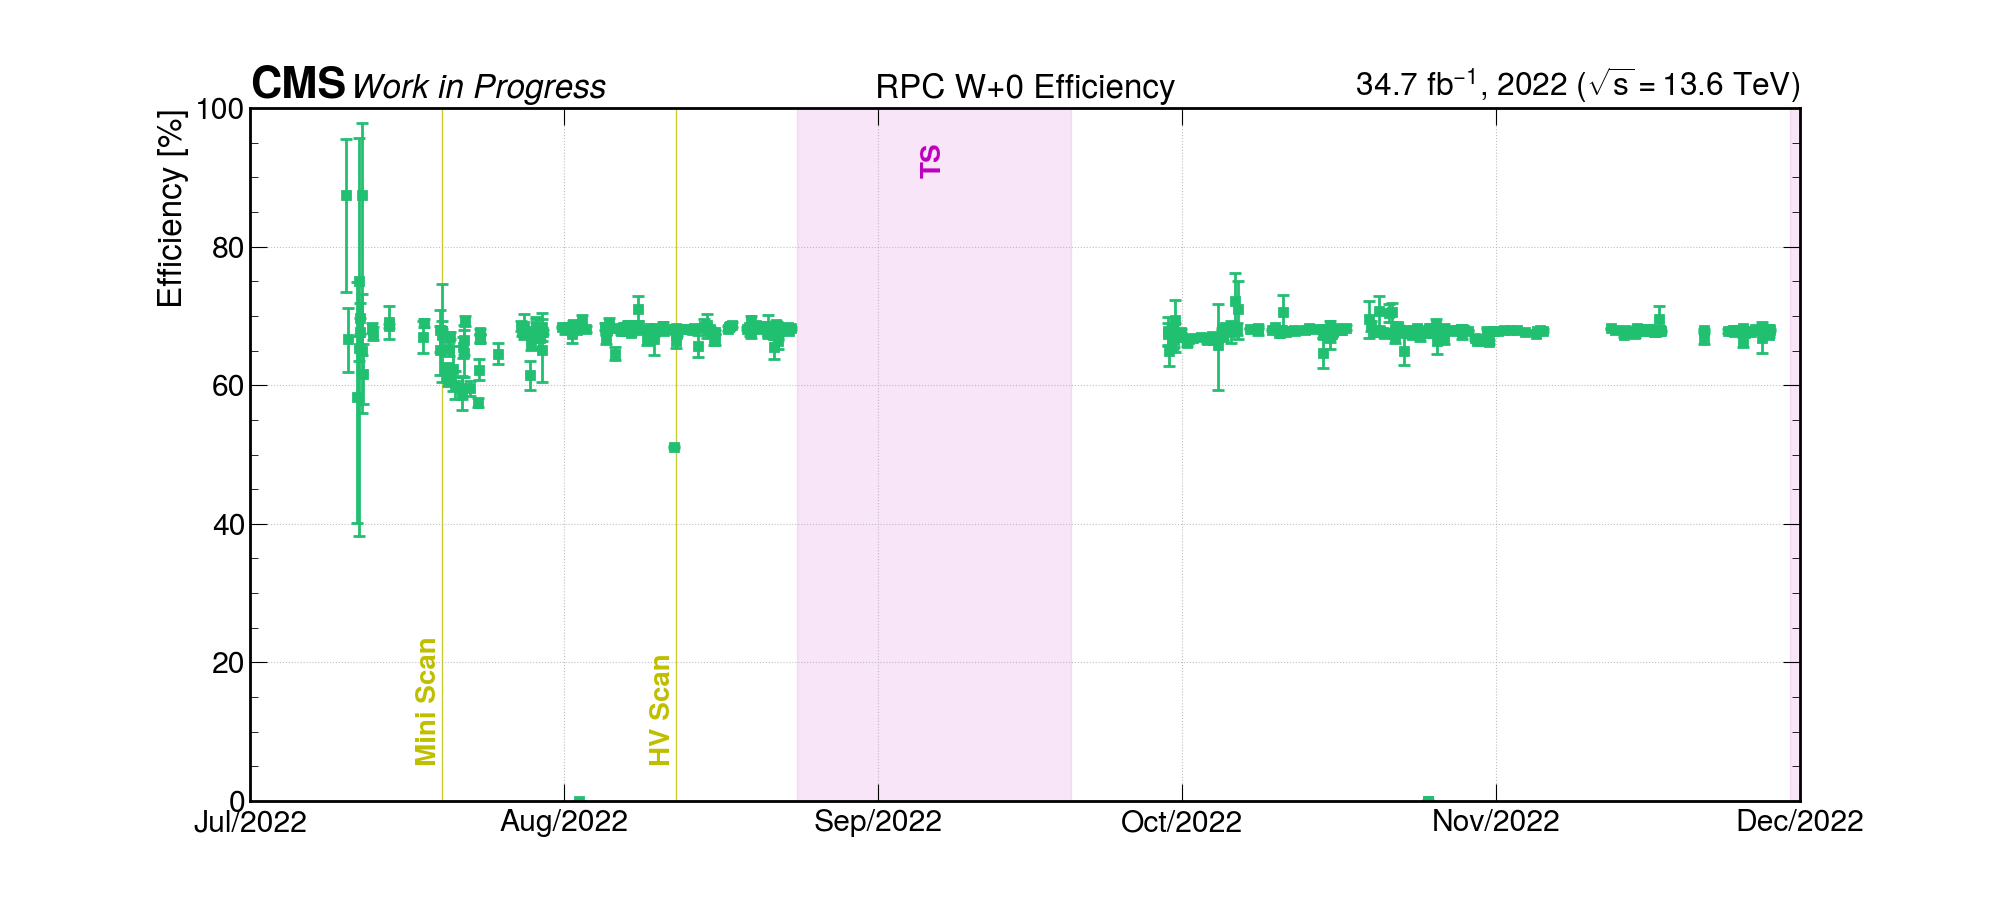 CMS Work in Progress
RPC W+0 Efficiency
34.7 fb⁻¹, 2022 (√s = 13.6 TeV)
Efficiency [%]
100
80
60
40
20
0
TS
Mini Scan
HV Scan
Jul/2022 Aug/2022 Sep/2022 Oct/2022 Nov/2022 Dec/2022